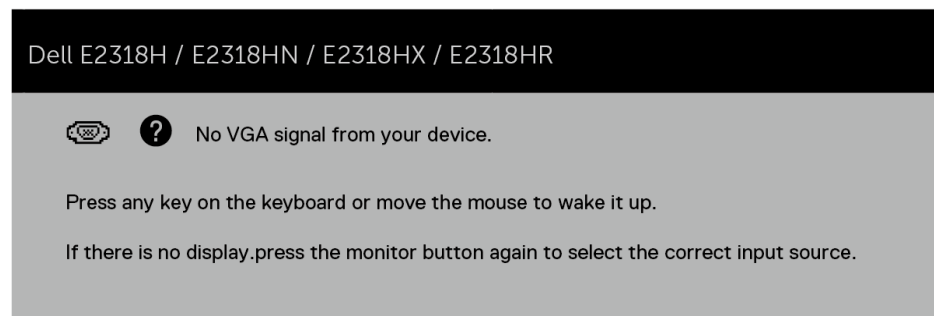 Dell E2318H / E2318HN / E2318HX / E2318HR
? No VGA signal from your device.
Press any key on the keyboard or move the mouse to wake it up.
If there is no display.press the monitor button again to select the correct input source.